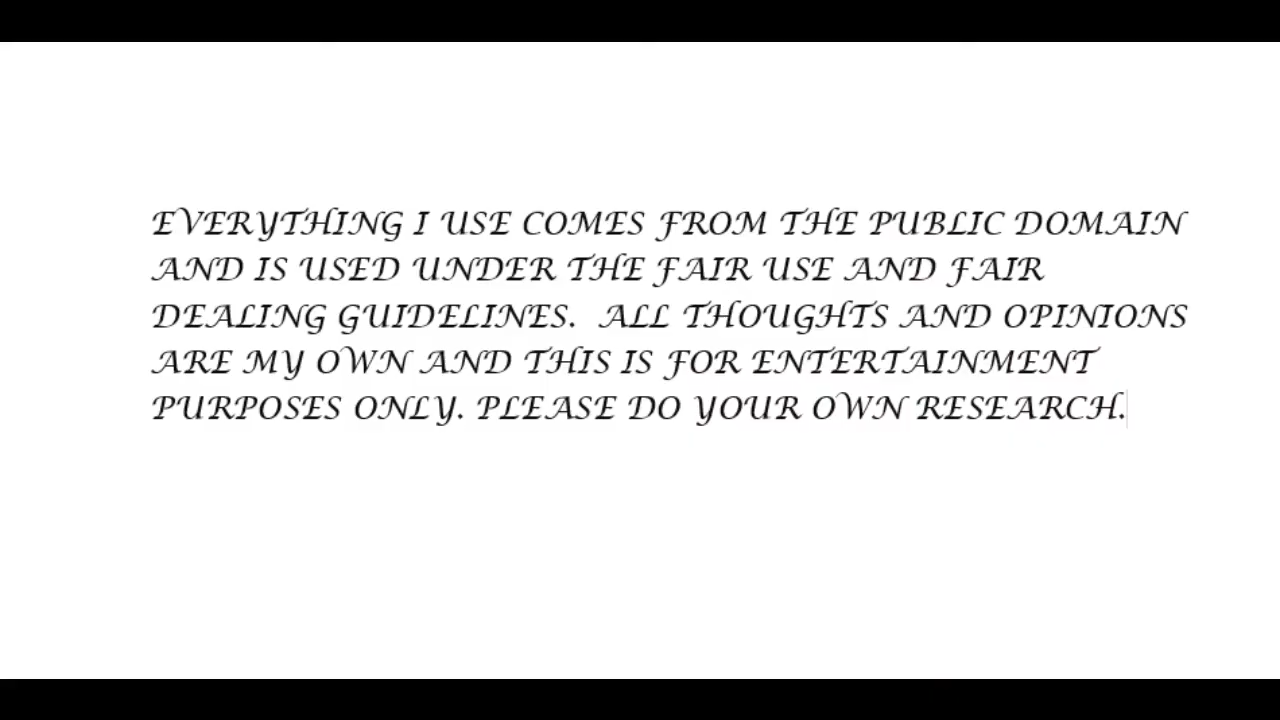 EVERYTHING I USE COMES FROM THE PUBLIC DOMAIN
AND IS USED UNDER THE FAIR USE AND FAIR
DEALING GUIDELINES.  ALL THOUGHTS AND OPINIONS
ARE MY OWN AND THIS IS FOR ENTERTAINMENT
PURPOSES ONLY. PLEASE DO YOUR OWN RESEARCH.